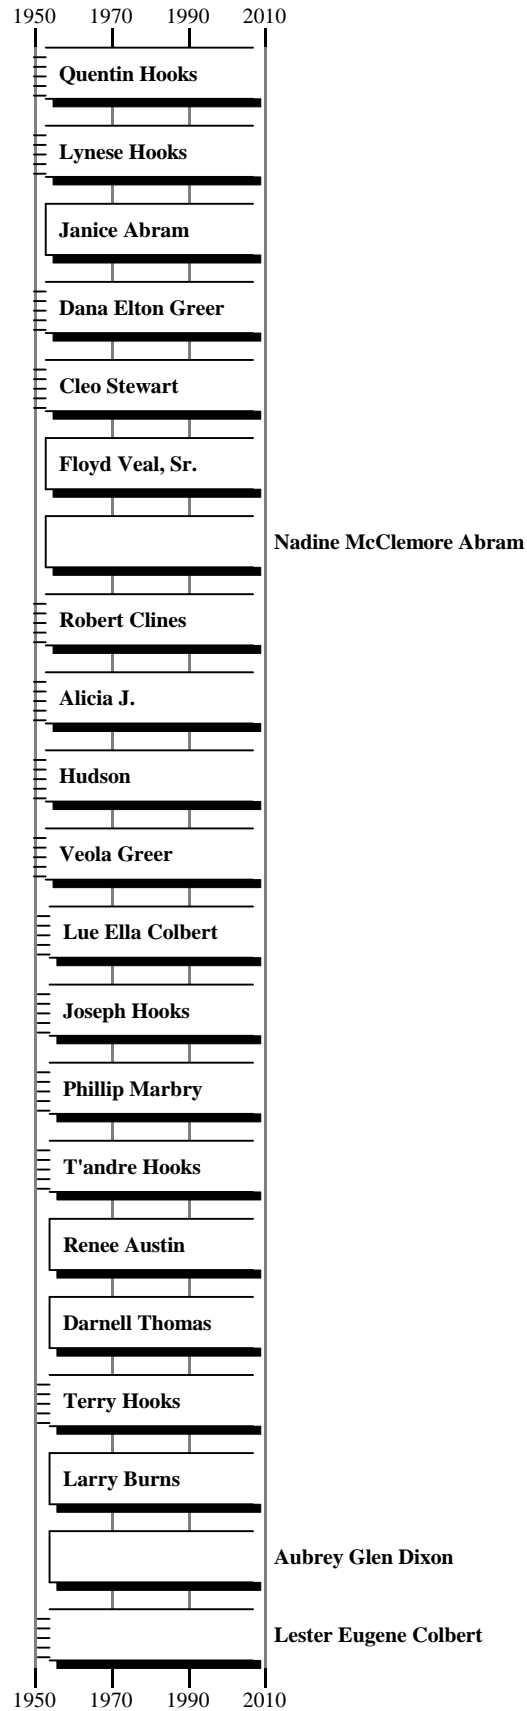 1950 1970 1990 2010
Quentin Hooks
Lynese Hooks
Janice Abram
Dana Elton Greer
Cleo Stewart
Floyd Veal, Sr.
Nadine McClemore Abram
Robert Clines
Alicia J.
Hudson
Veola Greer
Lue Ella Colbert
Joseph Hooks
Phillip Marbry
T'andre Hooks
Renee Austin
Darnell Thomas
Terry Hooks
Larry Burns
Aubrey Glen Dixon
Lester Eugene Colbert
1950 1970 1990 2010